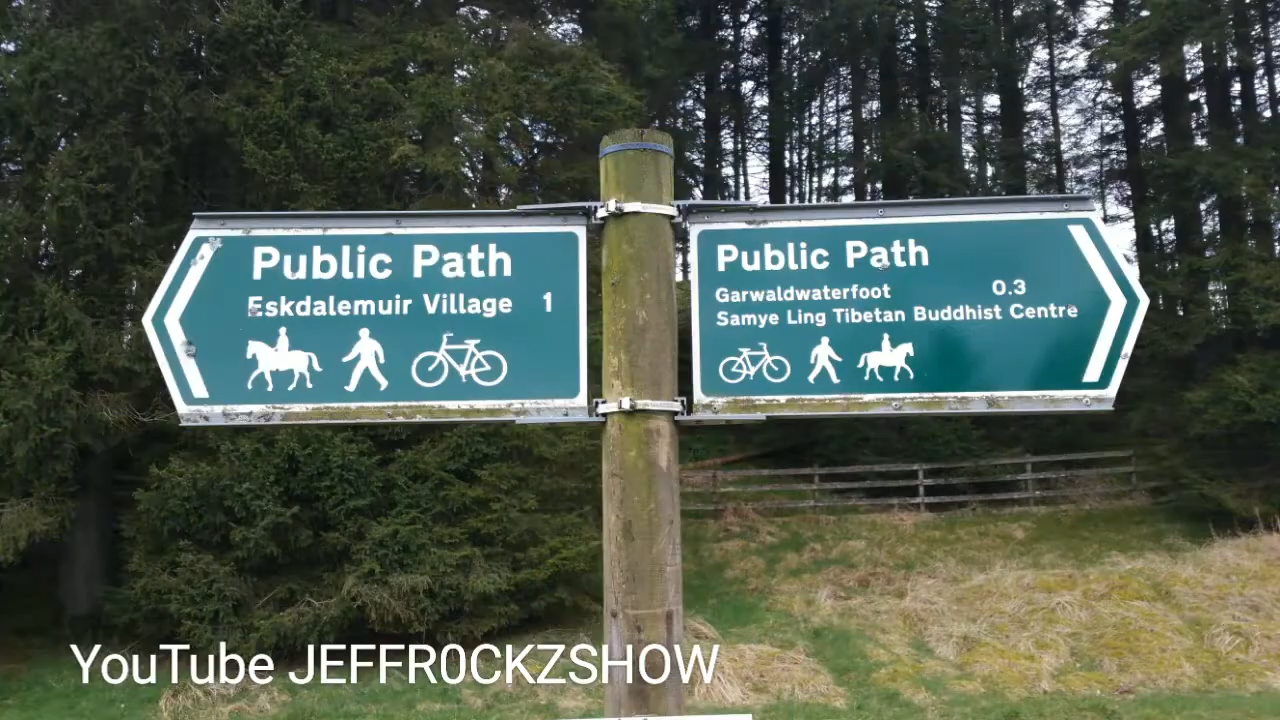 Public Path
Eskdalemuir Village 1
Public Path
Garwaldwaterfoot 0.3
Samye Ling Tibetan Buddhist Centre
YouTube JEFFR0CKZSHOW